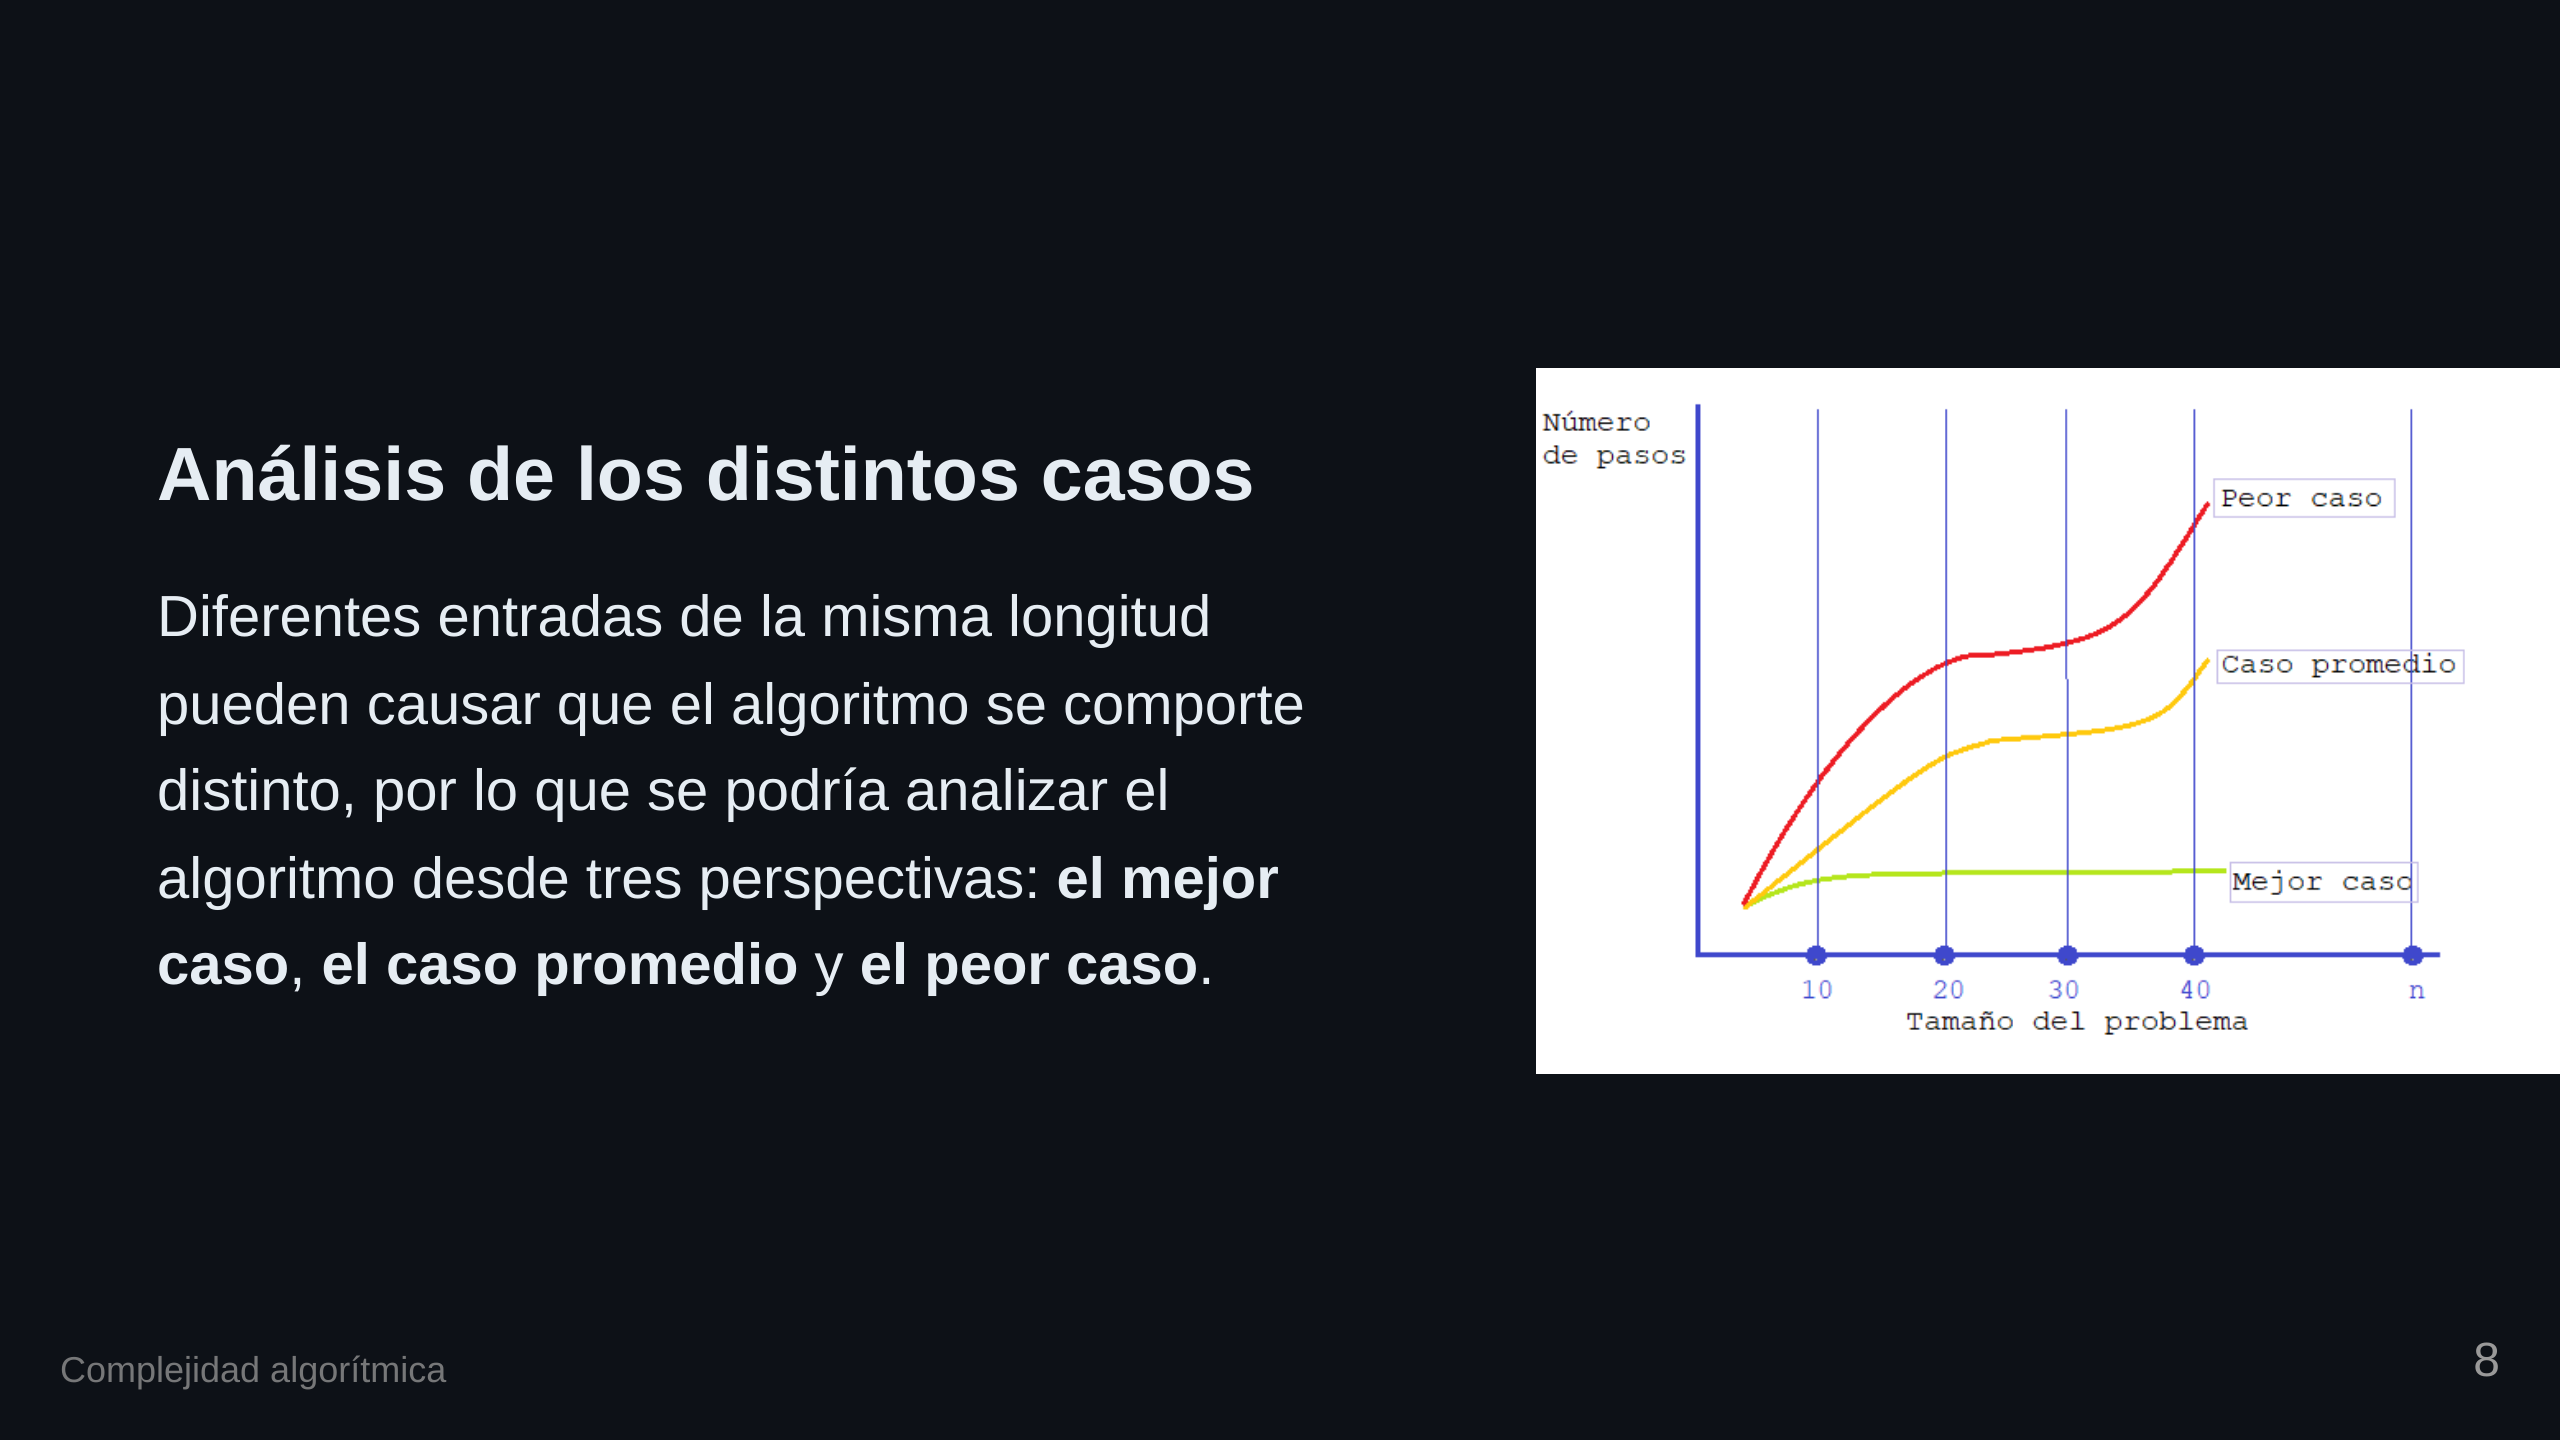 Análisis de los distintos casos
Diferentes entradas de la misma longitud
pueden causar que el algoritmo se comporte
distinto, por lo que se podría analizar el
algoritmo desde tres perspectivas: el mejor
caso, el caso promedio y el peor caso.
Número
de pasos
Peor caso
Caso promedio
Mejor caso
10 20 30 40 n
Tamaño del problema
Complejidad algorítmica
8